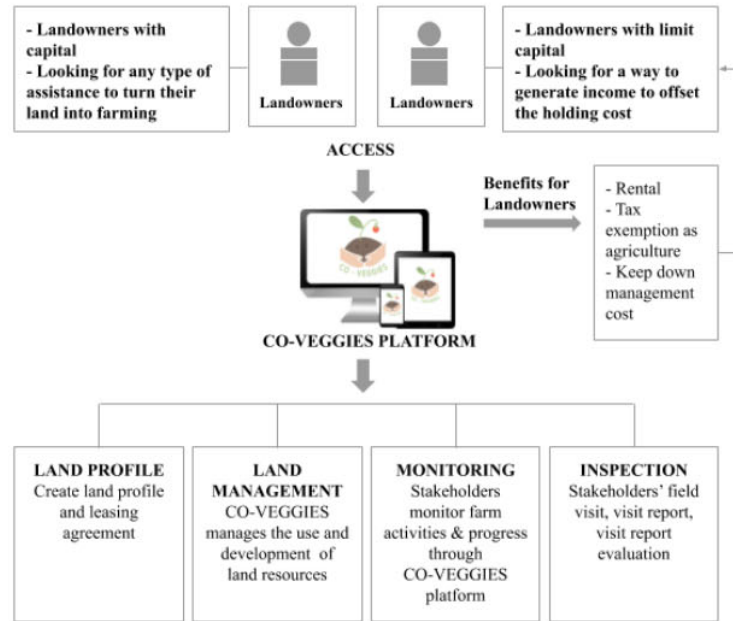 - Landowners with
capital
- Looking for any type of
assistance to turn their
land into farming
Landowners
Landowners
- Landowners with limit
capital
- Looking for a way to
generate income to offset
the holding cost
ACCESS
Benefits for
Landowners
- Rental
- Tax
exemption as
agriculture
- Keep down
management
cost
CO-VEGGIES
CO-VEGGIES PLATFORM
LAND PROFILE
Create land profile
and leasing
agreement
LAND
MANAGEMENT
CO-VEGGIES
manages the use and
development of
land resources
MONITORING
Stakeholders
monitor farm
activities & progress
through
CO-VEGGIES
platform
INSPECTION
Stakeholders' field
visit, visit report,
visit report
evaluation